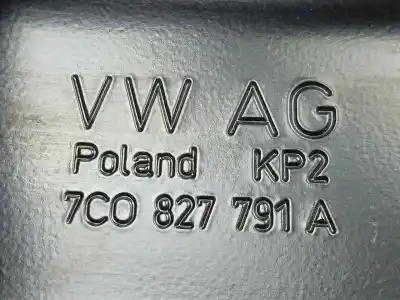 VW AG
Poland KP2
7C0 827 791 A